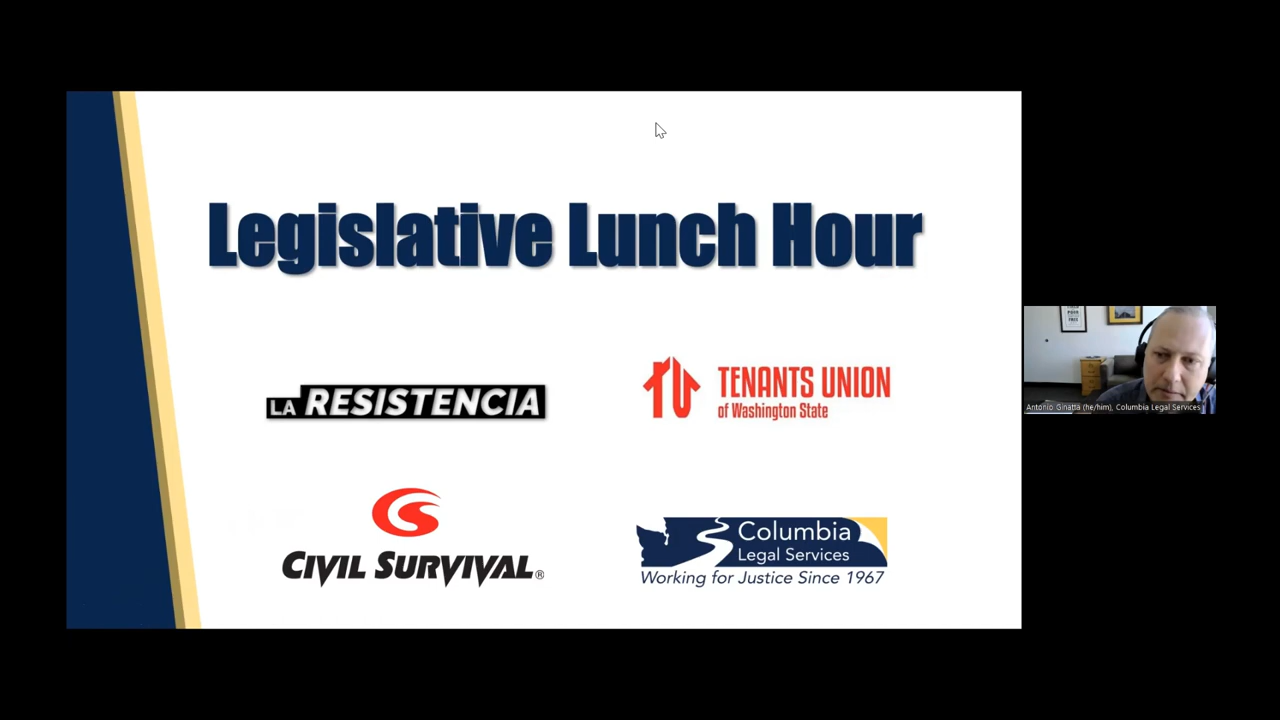 Legislative Lunch Hour
LA RESISTENCIA
TENANTS UNION
of Washington State
CIVIL SURVIVAL®
Columbia
Legal Services
Working for Justice Since 1967
Antonio Ginatta (he/him), Columbia Legal Services